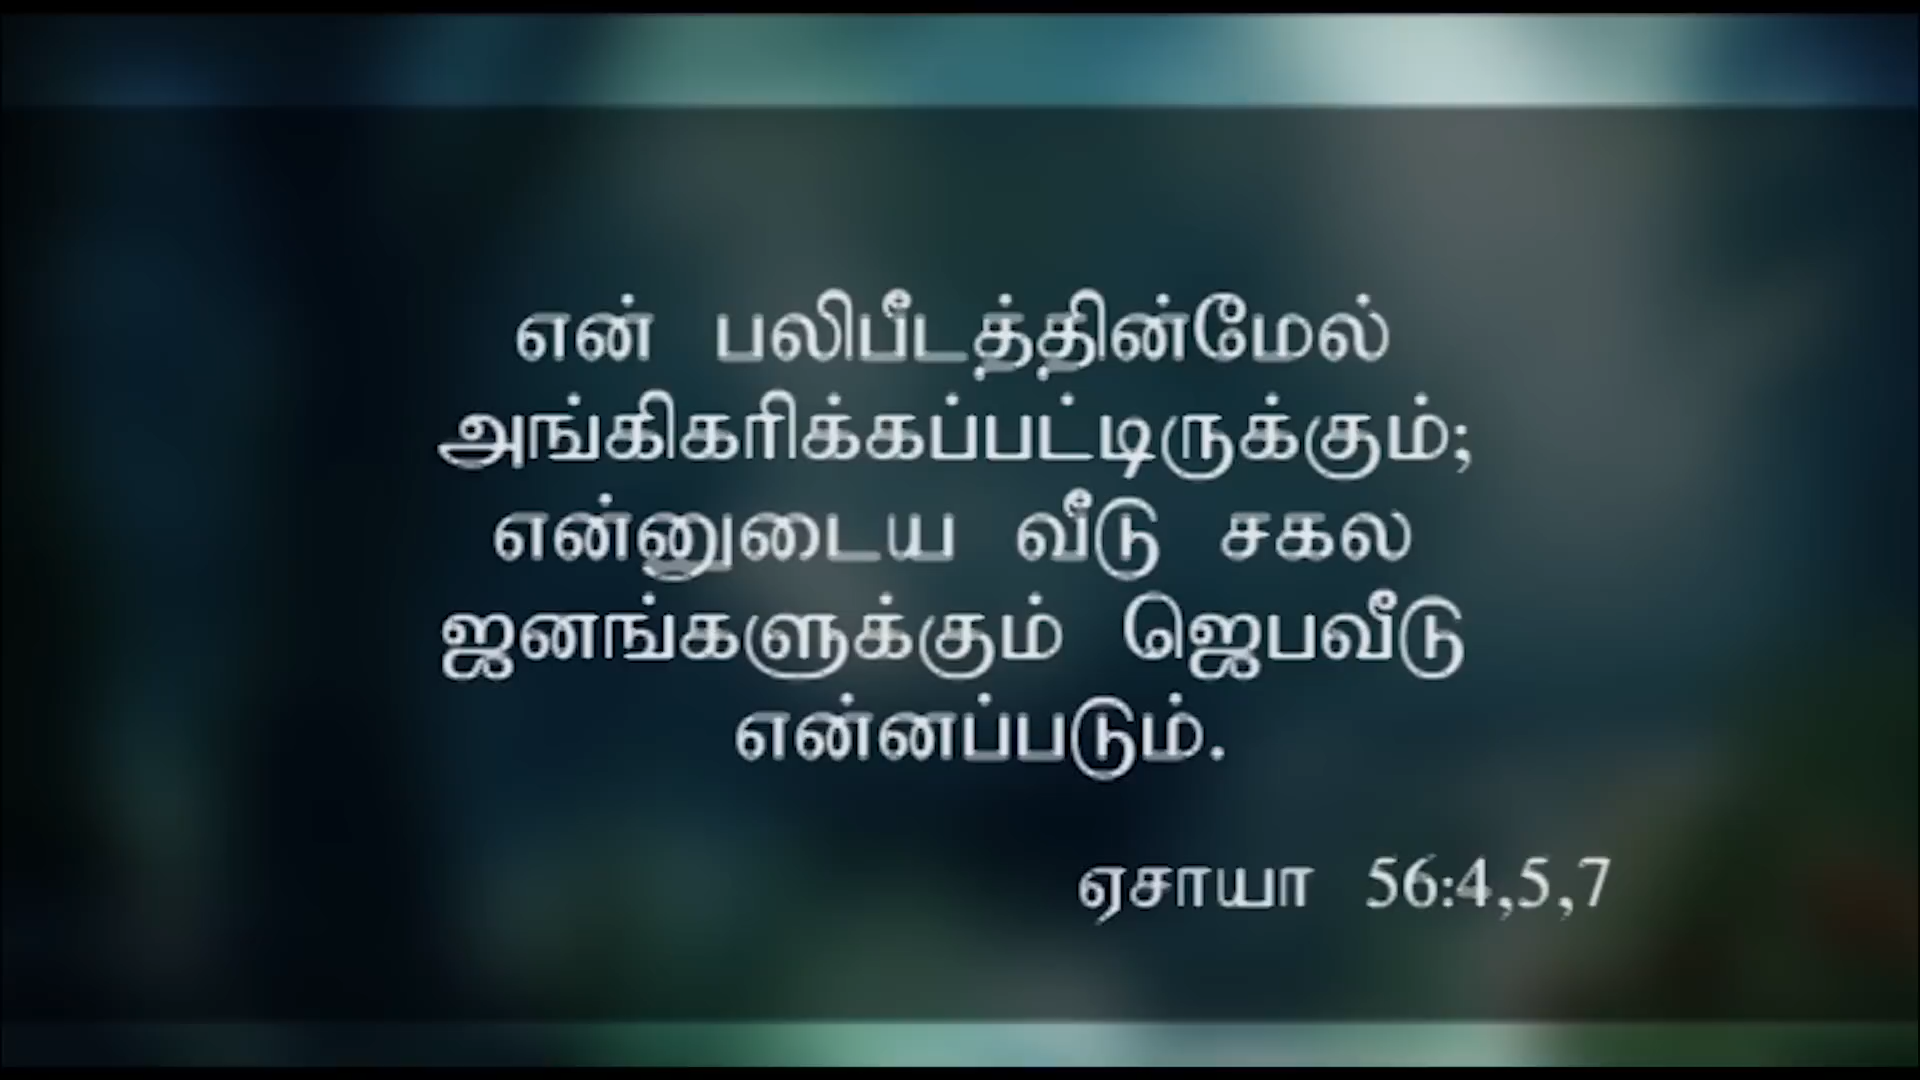 என் பலிபீடத்தின்மேல்
அங்கிகரிக்கப்பட்டிருக்கும்;
என்னுடைய வீடு சகல
ஜனங்களுக்கும் ஜெபவீடு
என்னப்படும்.
ஏசாயா 56:4,5,7